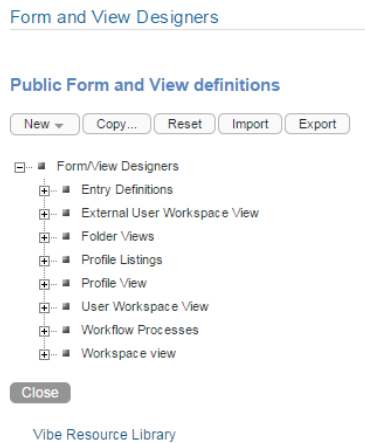 Form and View Designers
Public Form and View definitions
New Copy... Reset Import Export
Form/View Designers
Entry Definitions
External User Workspace View
Folder Views
Profile Listings
Profile View
User Workspace View
Workflow Processes
Workspace view
Close
Vibe Resource Library